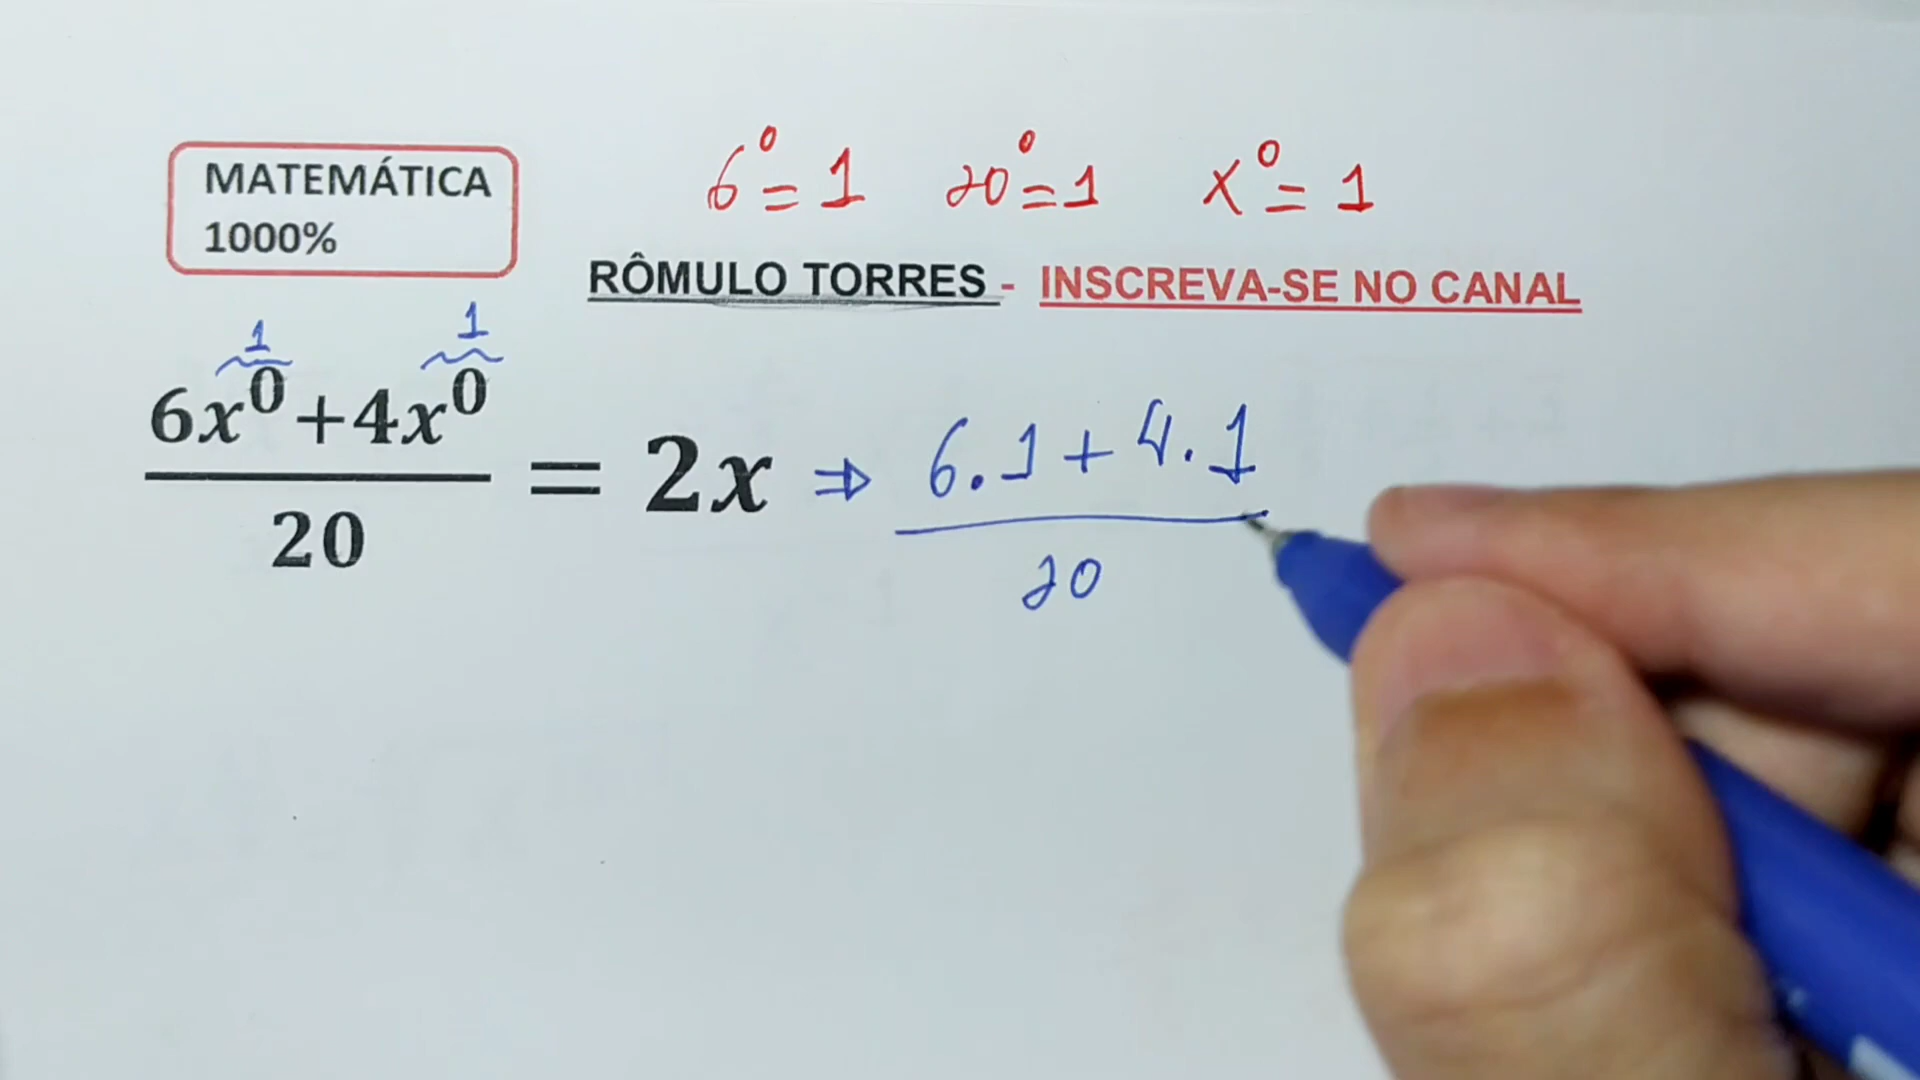 6⁰ = 1 20⁰ = 1 x⁰ = 1
MATEMÁTICA
1000%
RÔMULO TORRES - INSCREVA-SE NO CANAL
1 1
6x⁰+4x⁰
20
= 2x ⇒
6.1 + 4.1
20